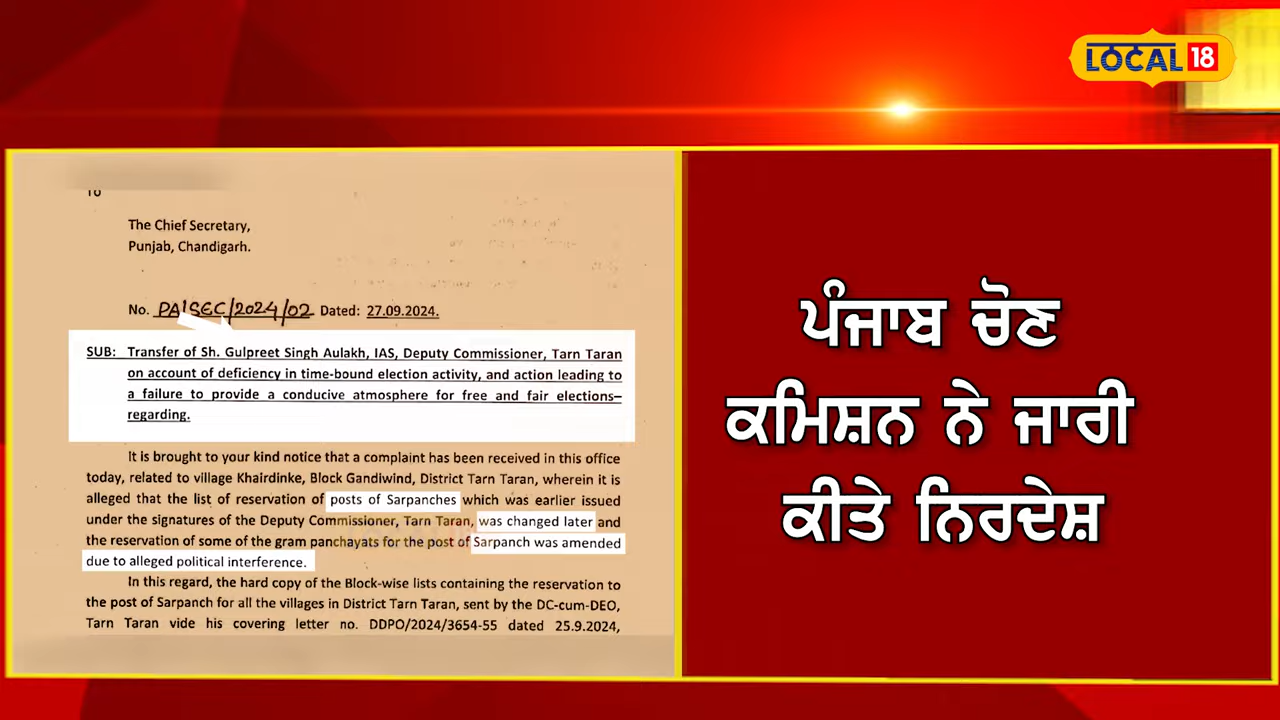 LOCAL 18
To
The Chief Secretary,
Punjab, Chandigarh.
No. PA/SEC/2024/02 Dated: 27.09.2024.
SUB: Transfer of Sh. Gulpreet Singh Aulakh, IAS, Deputy Commissioner, Tarn Taran
on account of deficiency in time-bound election activity, and action leading to
a failure to provide a conducive atmosphere for free and fair elections–
regarding.
It is brought to your kind notice that a complaint has been received in this office
today, related to village Khairdinke, Block Gandiwind, District Tarn Taran, wherein it is
alleged that the list of reservation of posts of Sarpanches which was earlier issued
under the signatures of the Deputy Commissioner, Tarn Taran, was changed later and
the reservation of some of the gram panchayats for the post of Sarpanch was amended
due to alleged political interference.
In this regard, the hard copy of the Block-wise lists containing the reservation to
the post of Sarpanch for all the villages in District Tarn Taran, sent by the DC-cum-DEO,
Tarn Taran vide his covering letter no. DDPO/2024/3654-55 dated 25.9.2024,
ਪੰਜਾਬ ਚੋਣ
ਕਮਿਸ਼ਨ ਨੇ ਜਾਰੀ
ਕੀਤੇ ਨਿਰਦੇਸ਼